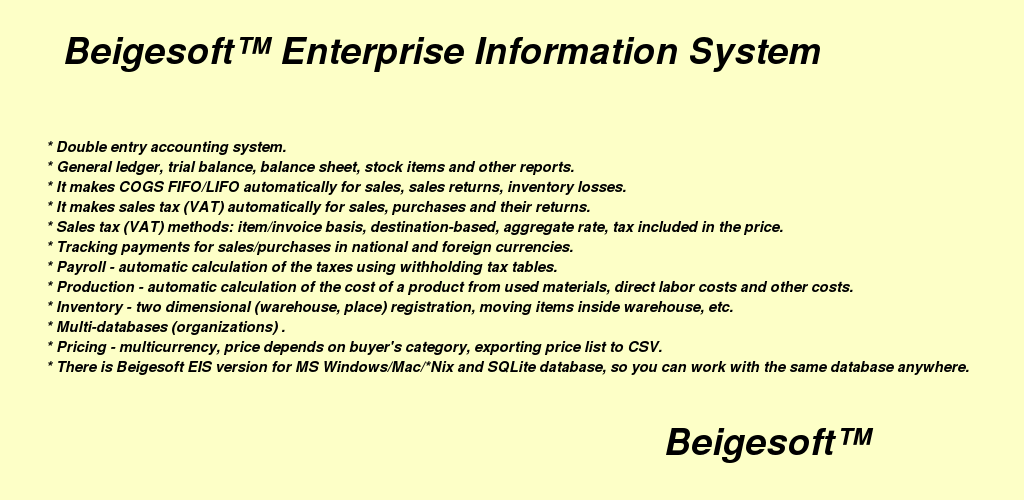 Beigesoft™ Enterprise Information System
* Double entry accounting system.
* General ledger, trial balance, balance sheet, stock items and other reports.
* It makes COGS FIFO/LIFO automatically for sales, sales returns, inventory losses.
* It makes sales tax (VAT) automatically for sales, purchases and their returns.
* Sales tax (VAT) methods: item/invoice basis, destination-based, aggregate rate, tax included in the price.
* Tracking payments for sales/purchases in national and foreign currencies.
* Payroll - automatic calculation of the taxes using withholding tax tables.
* Production - automatic calculation of the cost of a product from used materials, direct labor costs and other costs.
* Inventory - two dimensional (warehouse, place) registration, moving items inside warehouse, etc.
* Multi-databases (organizations) .
* Pricing - multicurrency, price depends on buyer's category, exporting price list to CSV.
* There is Beigesoft EIS version for MS Windows/Mac/*Nix and SQLite database, so you can work with the same database anywhere.
Beigesoft™